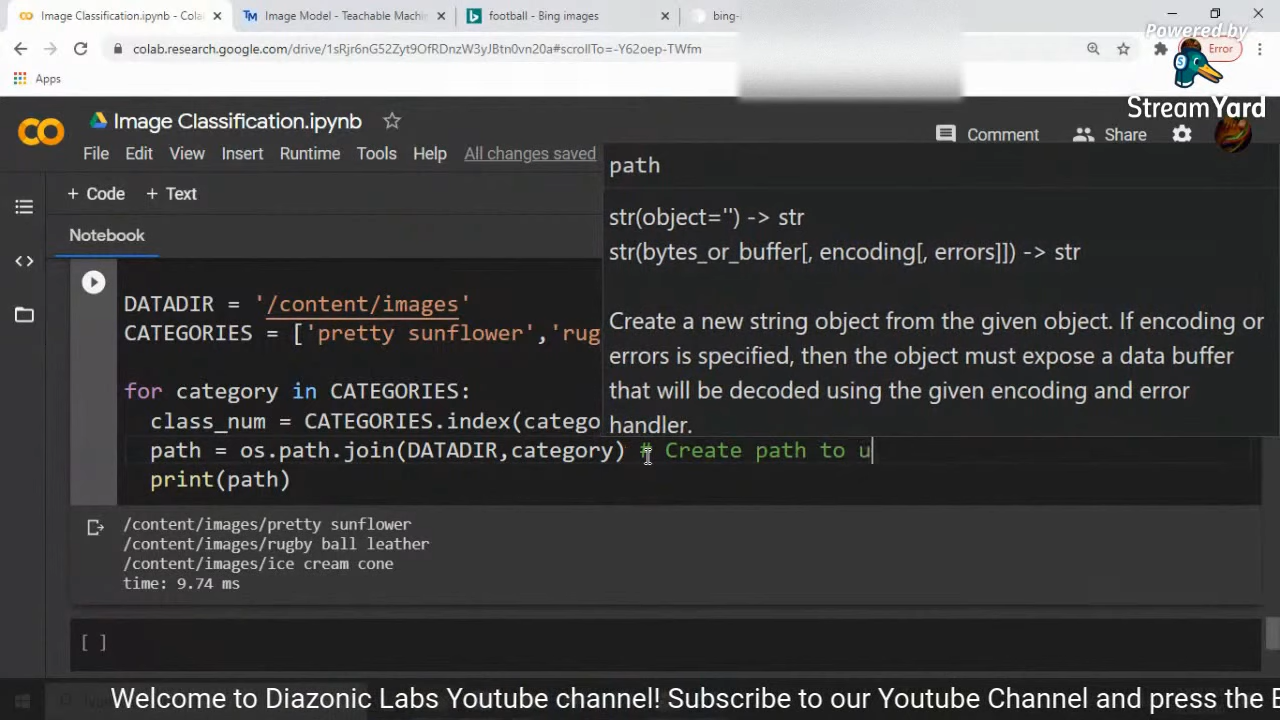 Image Classification.ipynb - Cola
Image Model - Teachable Machi
football - Bing images
bing-
colab.research.google.com/drive/1sRjr6nG52Zyt9OfRDnzW3yJBtn0vn20a#scrollTo=-Y62oep-TWfm
Error
Apps
Powered by
StreamYard
Image Classification.ipynb
Comment
Share
File Edit View Insert Runtime Tools Help All changes saved
+ Code + Text
Notebook
path
str(object='') -> str
str(bytes_or_buffer[, encoding[, errors]]) -> str
Create a new string object from the given object. If encoding or
errors is specified, then the object must expose a data buffer
that will be decoded using the given encoding and error
handler.
DATADIR = '/content/images'
CATEGORIES = ['pretty sunflower','rug
for category in CATEGORIES:
class_num = CATEGORIES.index(catego
path = os.path.join(DATADIR,category) # Create path to u
print(path)
/content/images/pretty sunflower
/content/images/rugby ball leather
/content/images/ice cream cone
time: 9.74 ms
[ ]
Welcome to Diazonic Labs Youtube channel! Subscribe to our Youtube Channel and press the B